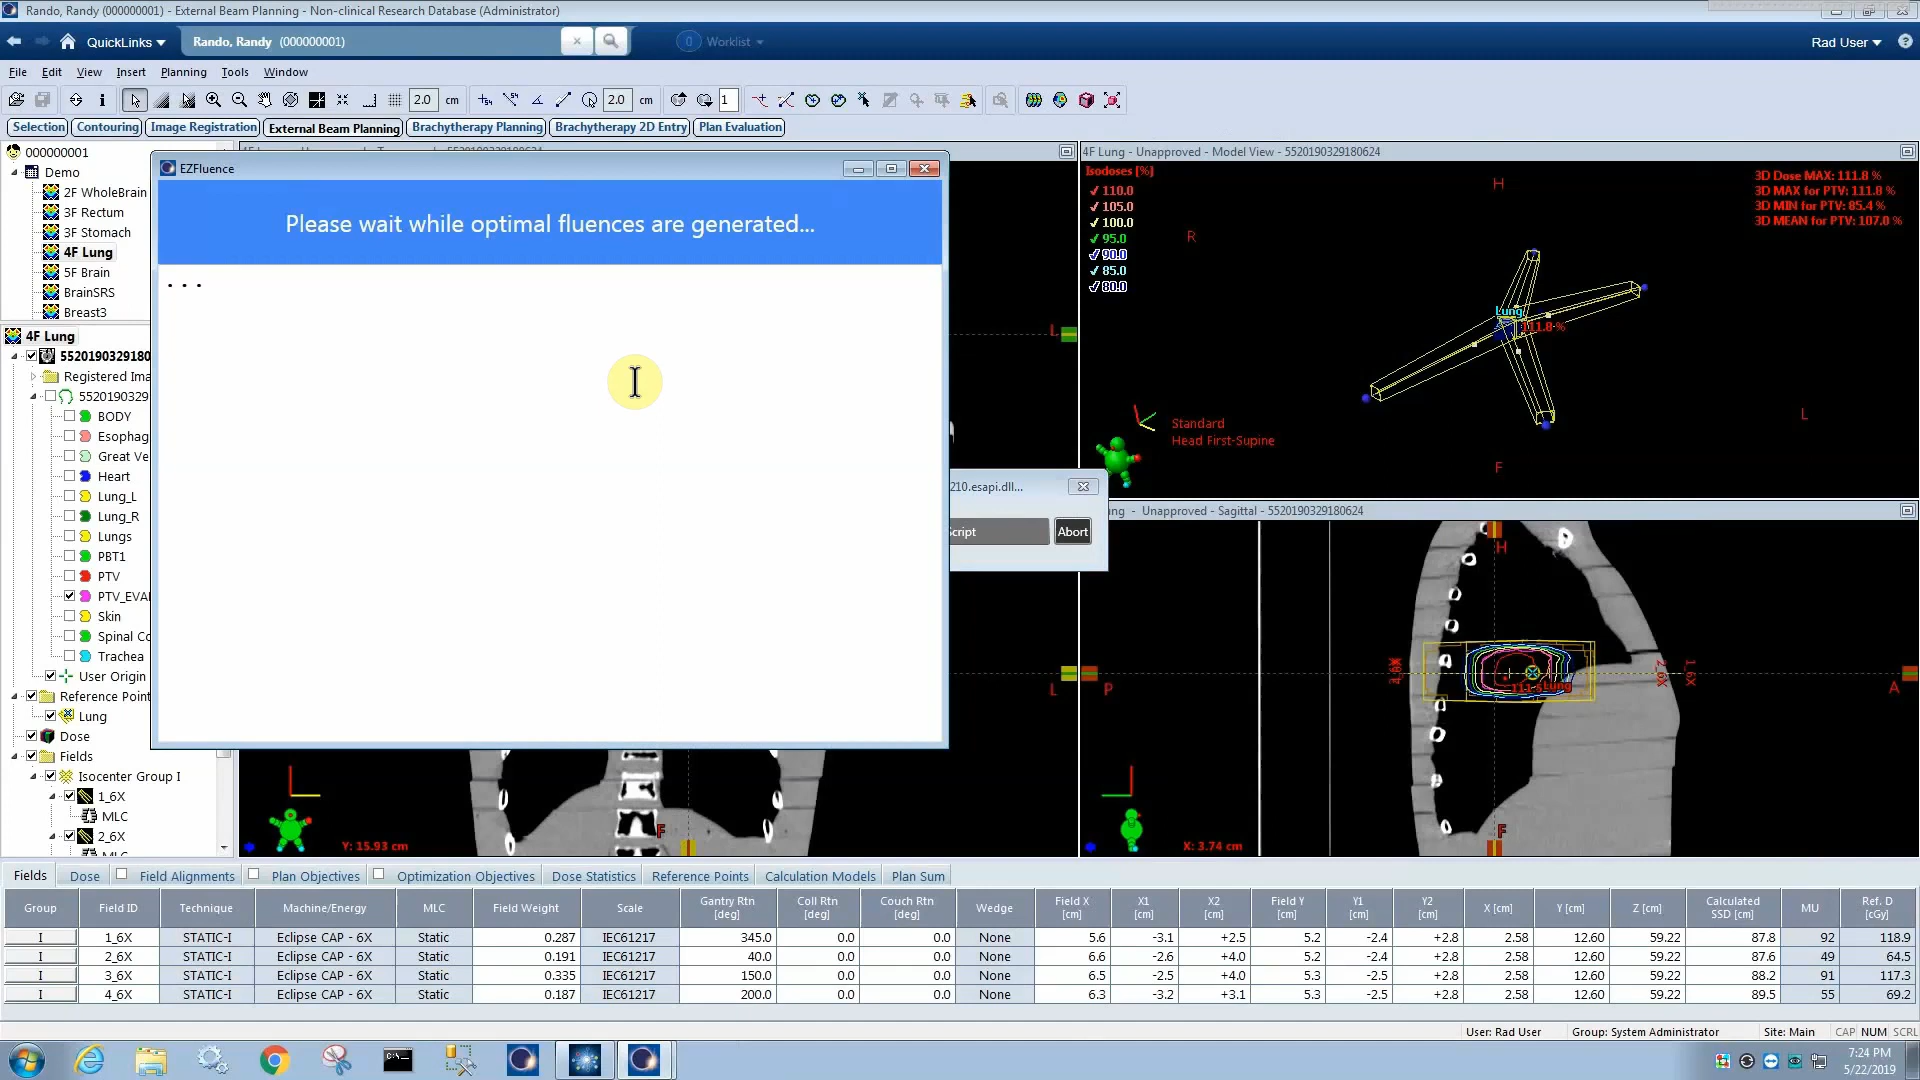 Rando, Randy (000000001) - External Beam Planning - Non-clinical Research Database (Administrator)
QuickLinks
Rando, Randy (000000001)
0 Worklist
Rad User
File Edit View Insert Planning Tools Window
2.0 cm 2.0 cm 1
Selection Contouring Image Registration External Beam Planning Brachytherapy Planning Brachytherapy 2D Entry Plan Evaluation
000000001
Demo
2F WholeBrain
3F Rectum
3F Stomach
4F Lung
5F Brain
BrainSRS
Breast3
4F Lung
5520190329180
Registered Ima
5520190329
BODY
Esophag
Great Ve
Heart
Lung_L
Lung_R
Lungs
PBT1
PTV
PTV_EVAL
Skin
Spinal Co
Trachea
User Origin
Reference Point
Lung
Dose
Fields
Isocenter Group I
1_6X
MLC
2_6X
EZFluence
Please wait while optimal fluences are generated...
. . .
210.esapi.dll...
Script
Abort
L
L
F
Y: 15.93 cm
4F Lung - Unapproved - Model View - 5520190329180624
Isodoses [%]
110.0
105.0
100.0
95.0
90.0
85.0
80.0
3D Dose MAX: 111.8 %
3D MAX for PTV: 111.8 %
3D MIN for PTV: 85.4 %
3D MEAN for PTV: 107.0 %
H
R
Lung
111.8 %
L
F
Standard
Head First-Supine
ung - Unapproved - Sagittal - 5520190329180624
H
P
A
Lung
2_6X
1_6X
F
X: 3.74 cm
Fields Dose Field Alignments Plan Objectives Optimization Objectives Dose Statistics Reference Points Calculation Models Plan Sum
Group Field ID Technique Machine/Energy MLC Field Weight Scale Gantry Rtn [deg] Coll Rtn [deg] Couch Rtn [deg] Wedge Field X [cm] X1 [cm] X2 [cm] Field Y [cm] Y1 [cm] Y2 [cm] X [cm] Y [cm] Z [cm] Calculated SSD [cm] MU Ref. D [cGy]
I 1_6X STATIC-I Eclipse CAP - 6X Static 0.287 IEC61217 345.0 0.0 0.0 None 5.6 -3.1 +2.5 5.2 -2.4 +2.8 2.58 12.60 59.22 87.8 92 118.9
I 2_6X STATIC-I Eclipse CAP - 6X Static 0.191 IEC61217 40.0 0.0 0.0 None 6.6 -2.6 +4.0 5.2 -2.4 +2.8 2.58 12.60 59.22 87.6 49 64.5
I 3_6X STATIC-I Eclipse CAP - 6X Static 0.335 IEC61217 150.0 0.0 0.0 None 6.5 -2.5 +4.0 5.3 -2.5 +2.8 2.58 12.60 59.22 88.2 91 117.3
I 4_6X STATIC-I Eclipse CAP - 6X Static 0.187 IEC61217 200.0 0.0 0.0 None 6.3 -3.2 +3.1 5.3 -2.5 +2.8 2.58 12.60 59.22 89.5 55 69.2
User: Rad User Group: System Administrator Site: Main CAP NUM SCRL
7:24 PM
5/22/2019